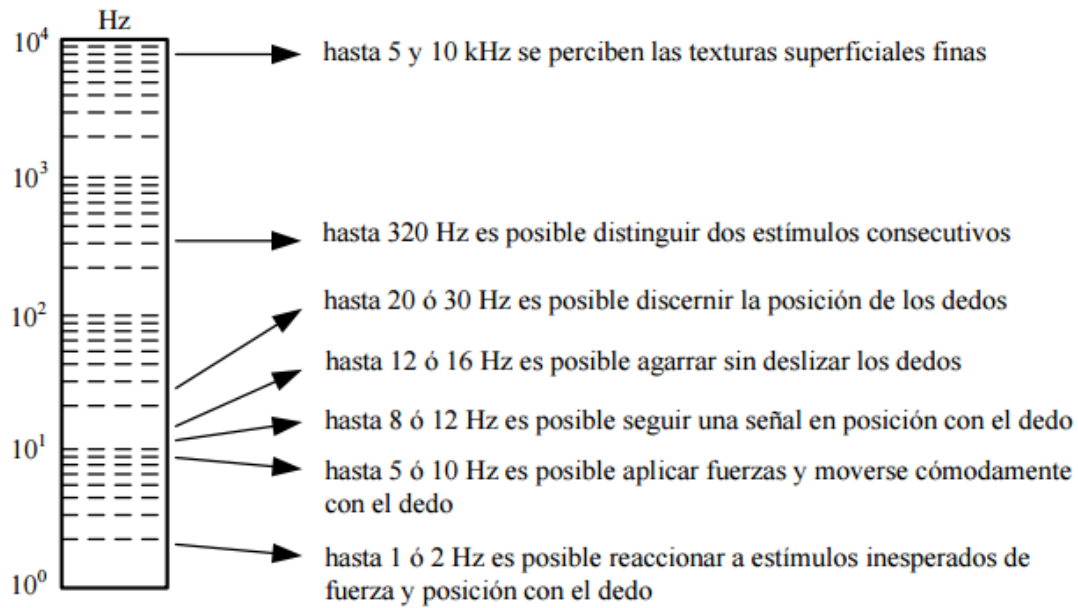 Hz
10⁴
hasta 5 y 10 kHz se perciben las texturas superficiales finas
10³
hasta 320 Hz es posible distinguir dos estímulos consecutivos
hasta 20 ó 30 Hz es posible discernir la posición de los dedos
10²
hasta 12 ó 16 Hz es posible agarrar sin deslizar los dedos
hasta 8 ó 12 Hz es posible seguir una señal en posición con el dedo
10¹
hasta 5 ó 10 Hz es posible aplicar fuerzas y moverse cómodamente
con el dedo
hasta 1 ó 2 Hz es posible reaccionar a estímulos inesperados de
fuerza y posición con el dedo
10⁰